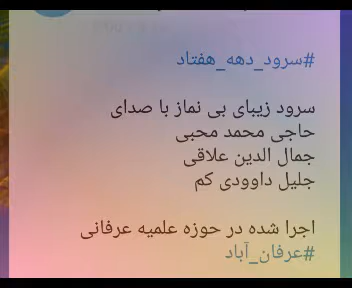 #سرود_دهه_هفتاد
سرود زیبای بی نماز با صدای
حاجی محمد محبی
جمال الدین علاقی
جلیل داوودی کم
اجرا شده در حوزه علمیه عرفانی
#عرفان_آباد